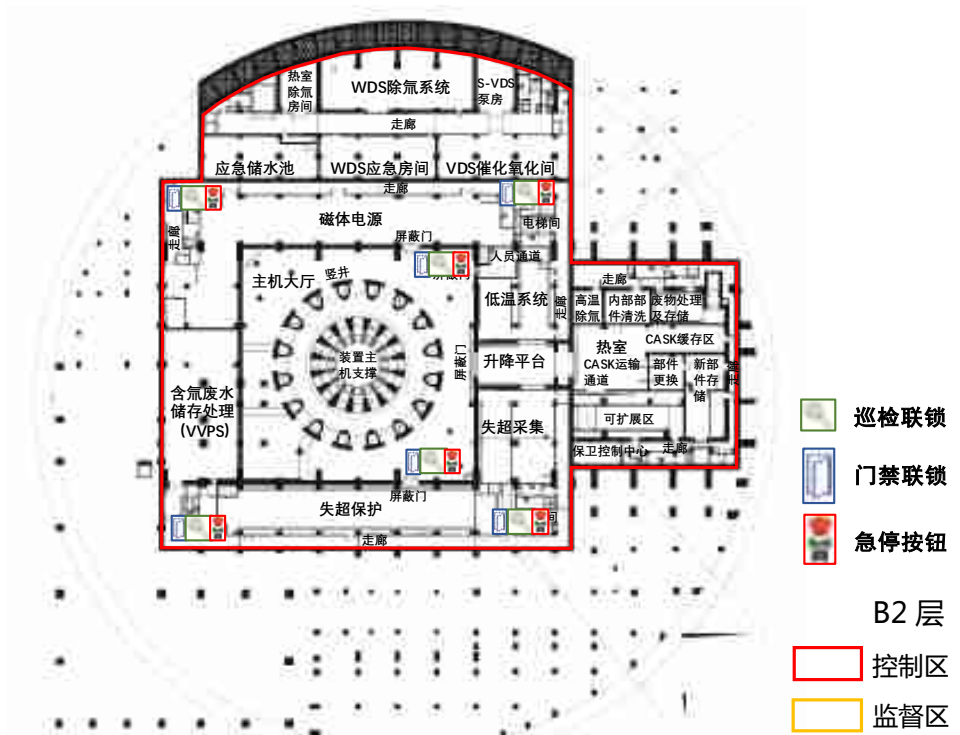 热室
除氚
房间
WDS除氚系统
S-VDS
泵房
走廊
应急储水池
WDS应急房间
VDS催化氧化间
走廊
磁体电源
电梯间
走廊
屏蔽门
人员通道
屏蔽门
主机大厅
竖井
低温系统
走廊
走廊
高温
除氚
内部部
件清洗
废物处理
及存储
CASK缓存区
热室
CASK运输
通道
部件
更换
新部
件存
储
走廊
装置主
机支撑
屏蔽门
升降平台
含氚废水
储存处理
(VVPS)
失超采集
可扩展区
保卫控制中心
走廊
屏蔽门
失超保护
间
走廊
巡检联锁
门禁联锁
急停按钮
B2 层
控制区
监督区